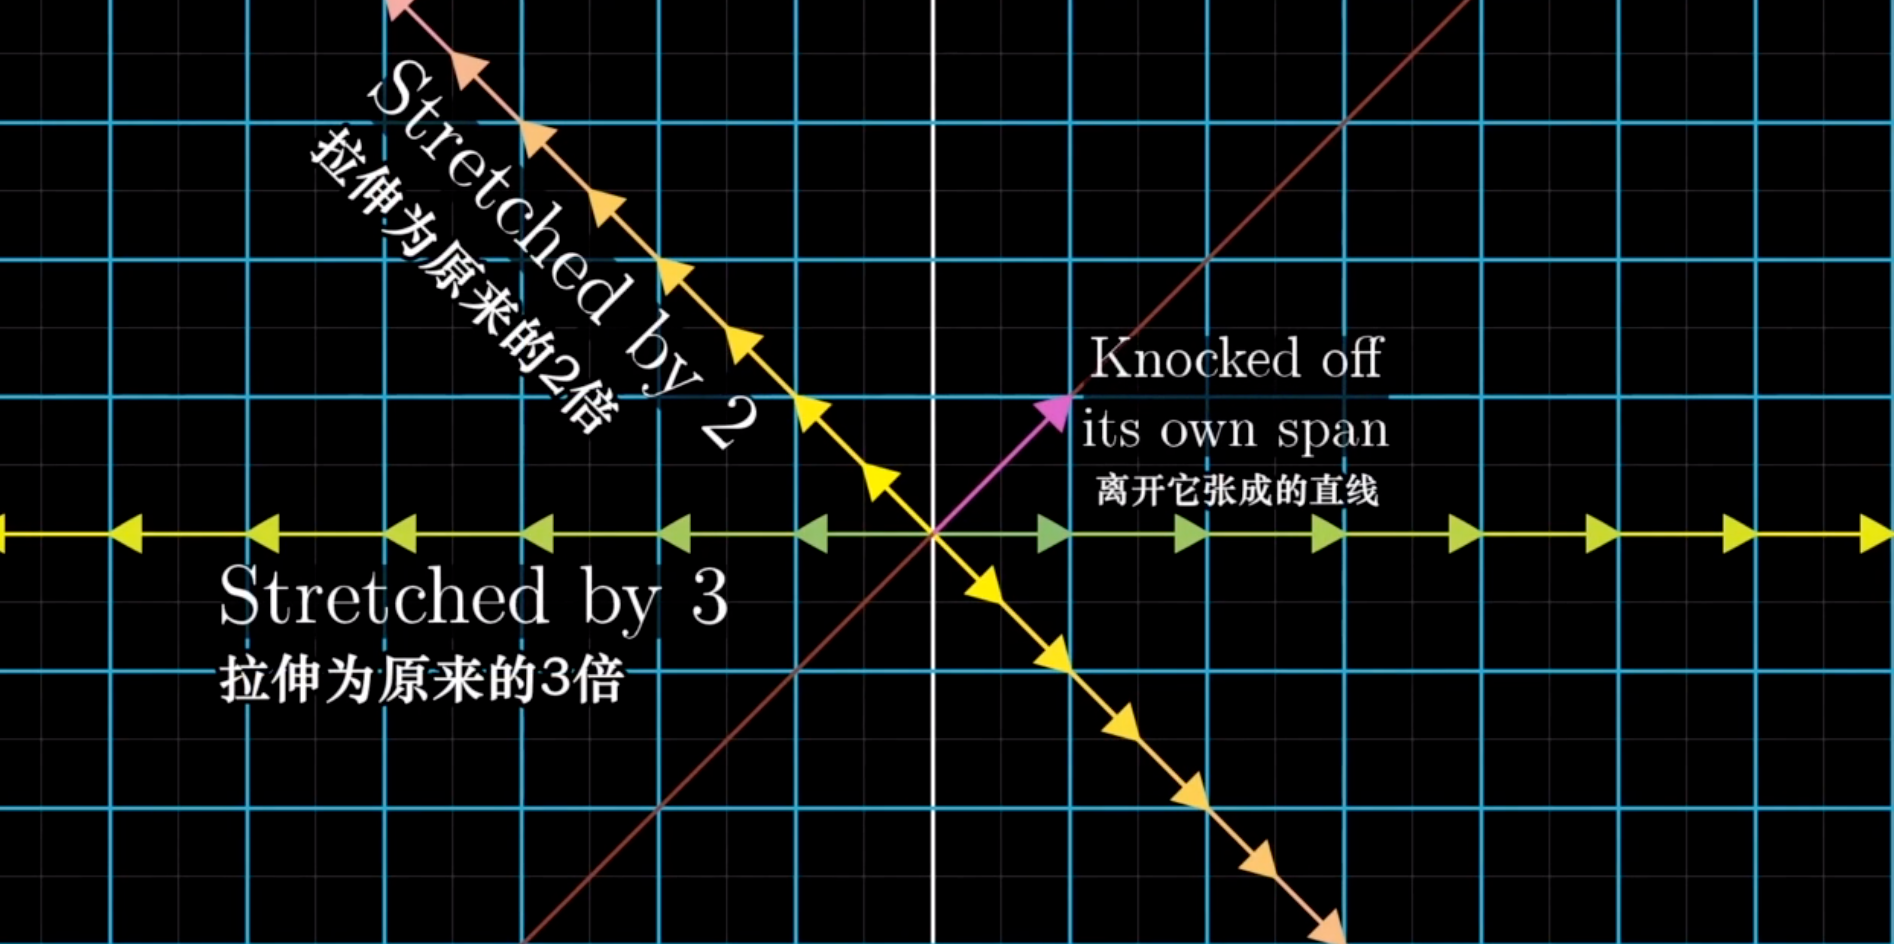 Stretched by 2
拉伸为原来的2倍
Knocked off
its own span
离开它张成的直线
Stretched by 3
拉伸为原来的3倍